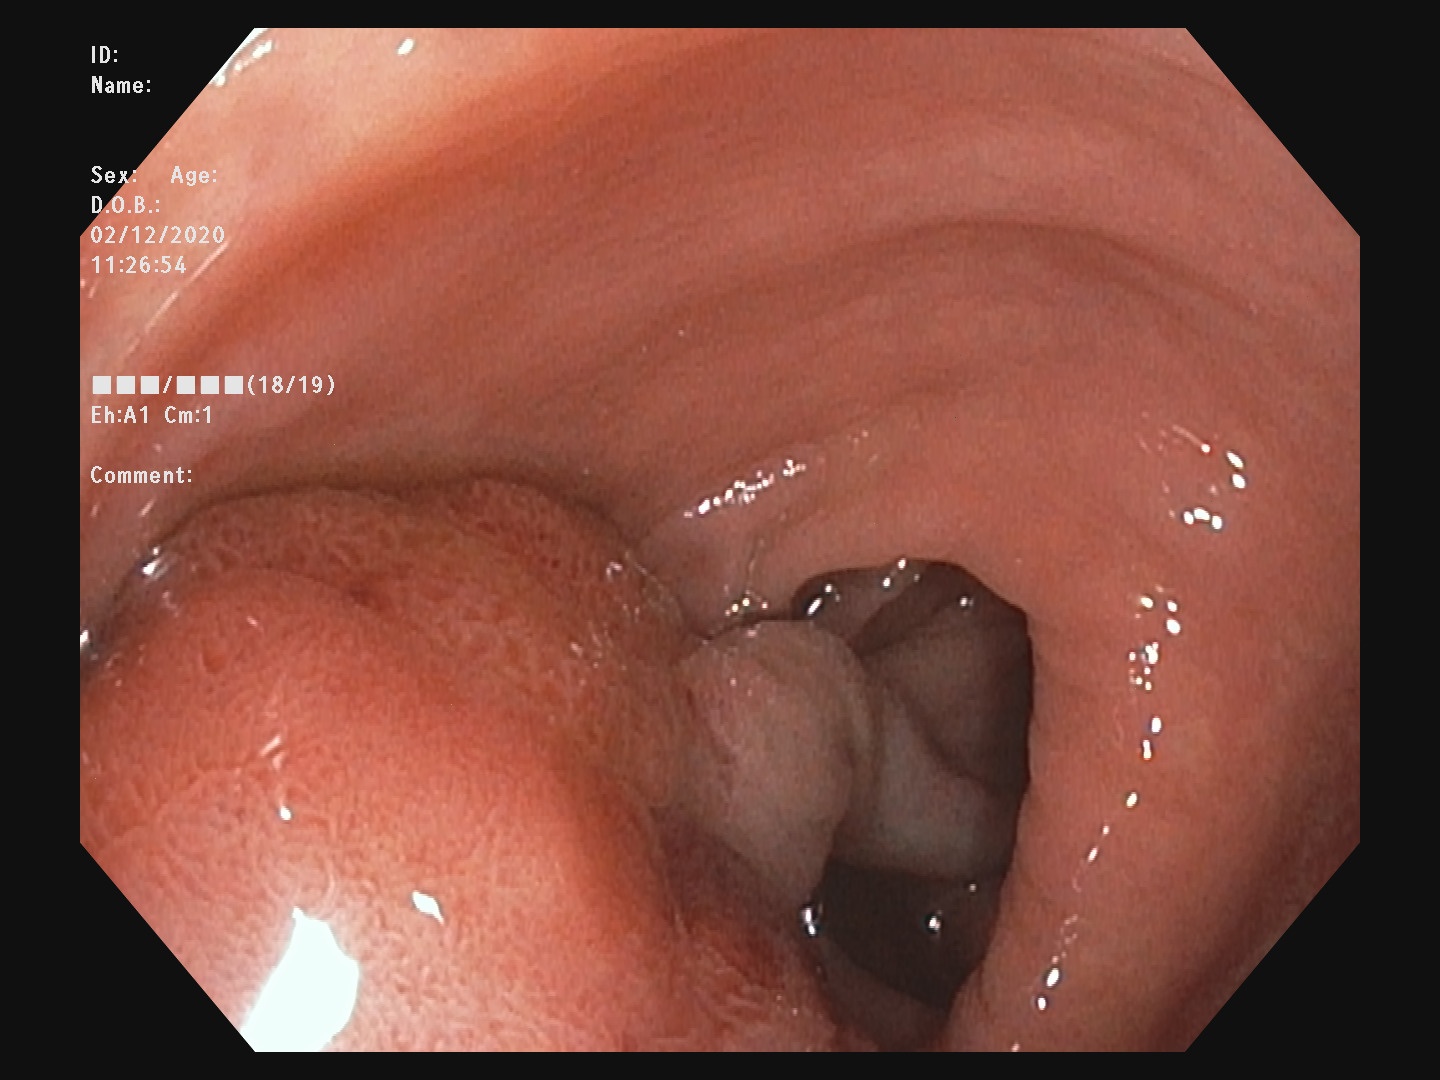 ID:
Name:
Sex: Age:
D.O.B.:
02/12/2020
11:26:54
■■■/■■■(18/19)
Eh:A1 Cm:1
Comment: